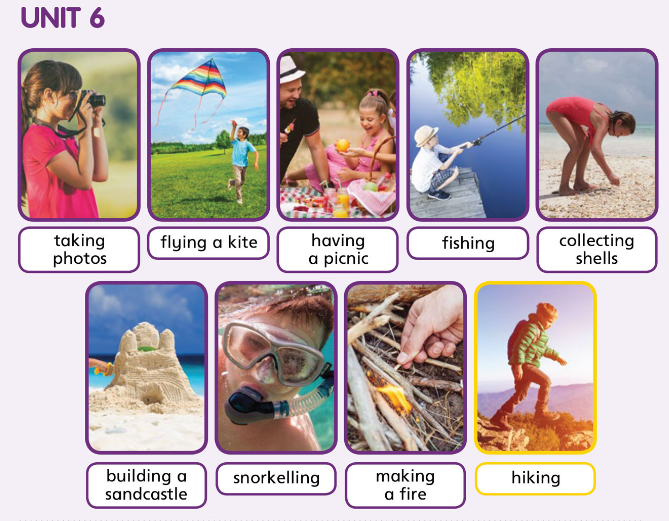 UNIT 6
taking
photos
flying a kite
having
a picnic
fishing
collecting
shells
building a
sandcastle
snorkelling
making
a fire
hiking